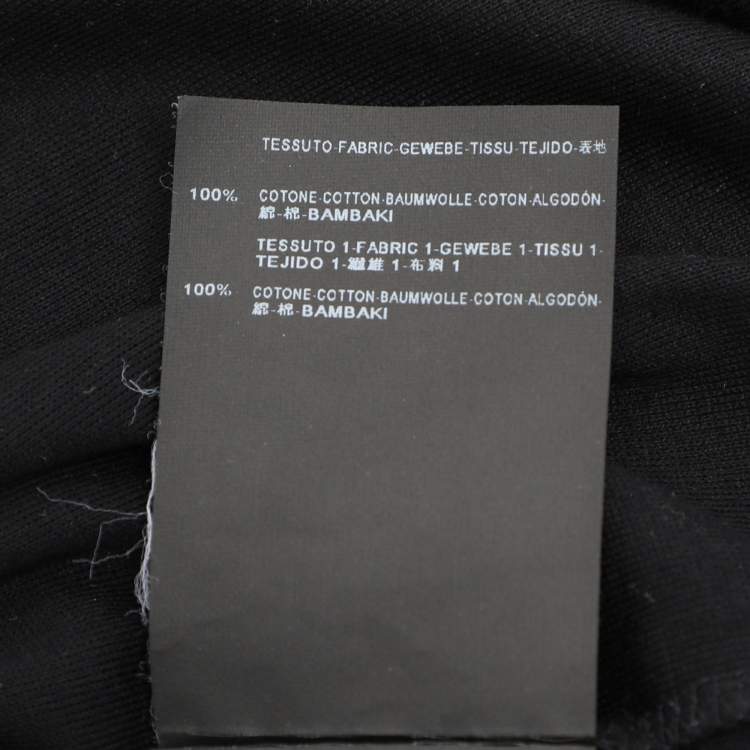 TESSUTO-FABRIC-GEWEBE-TISSU-TEJIDO-表地
100% COTONE-COTTON-BAUMWOLLE-COTON-ALGODÓN-
綿-棉-BAMBAKI
TESSUTO 1-FABRIC 1-GEWEBE 1-TISSU 1-
TEJIDO 1-繊維 1-布料 1
100% COTONE-COTTON-BAUMWOLLE-COTON-ALGODÓN-
綿-棉-BAMBAKI